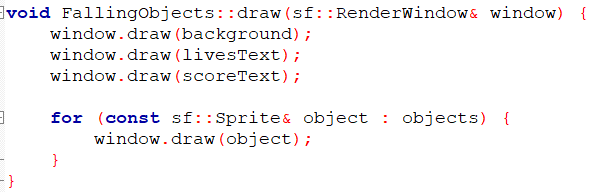 void FallingObjects::draw(sf::RenderWindow& window) {
    window.draw(background);
    window.draw(livesText);
    window.draw(scoreText);

    for (const sf::Sprite& object : objects) {
        window.draw(object);
    }
}